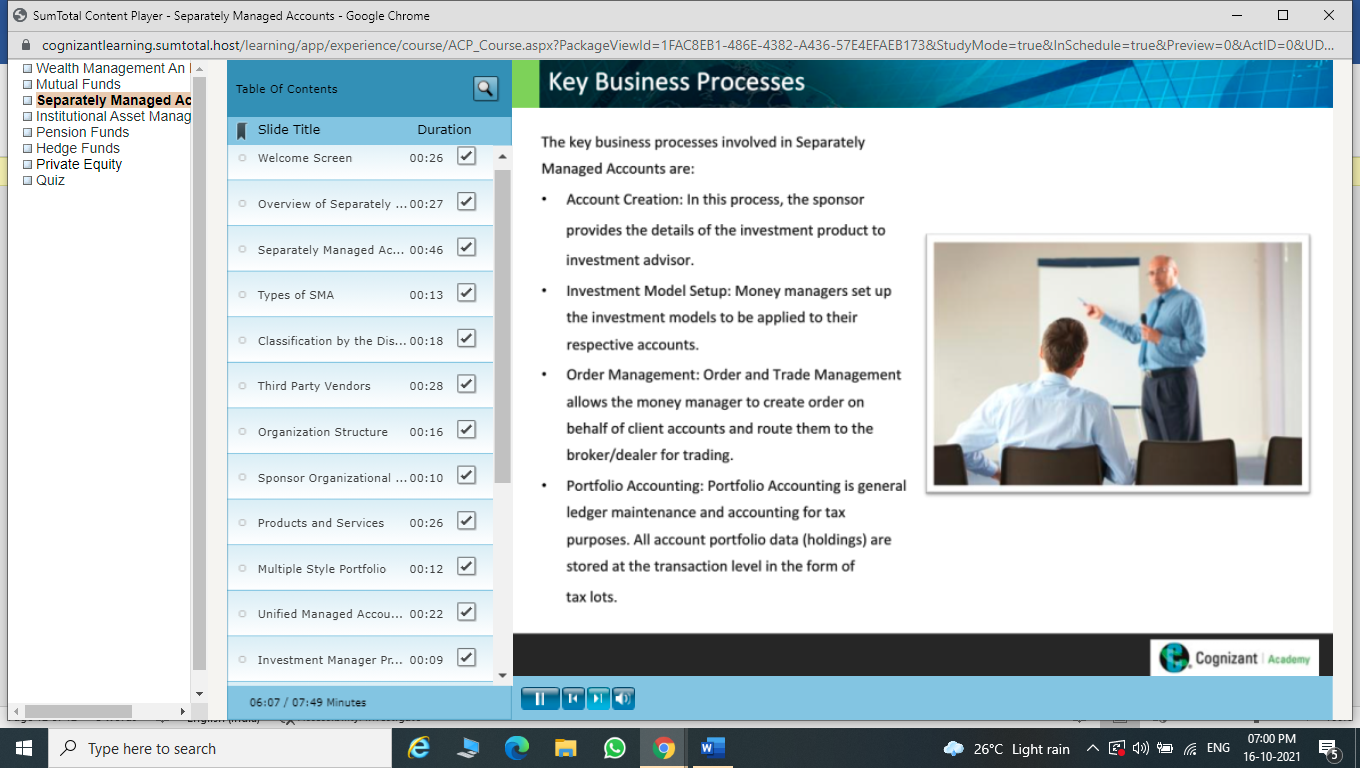 SumTotal Content Player - Separately Managed Accounts - Google Chrome
cognizantlearning.sumtotal.host/learning/app/experience/course/ACP_Course.aspx?PackageViewId=1FAC8EB1-486E-4382-A436-57E4EFAEB173&StudyMode=true&InSchedule=true&Preview=0&ActID=0&UD...
Wealth Management An
Mutual Funds
Separately Managed Ac
Institutional Asset Manag
Pension Funds
Hedge Funds
Private Equity
Quiz
Table Of Contents
Slide Title Duration
Welcome Screen 00:26
Overview of Separately ... 00:27
Separately Managed Ac... 00:46
Types of SMA 00:13
Classification by the Dis... 00:18
Third Party Vendors 00:28
Organization Structure 00:16
Sponsor Organizational ... 00:10
Products and Services 00:26
Multiple Style Portfolio 00:12
Unified Managed Accou... 00:22
Investment Manager Pr... 00:09
06:07 / 07:49 Minutes
Key Business Processes
The key business processes involved in Separately
Managed Accounts are:
• Account Creation: In this process, the sponsor
provides the details of the investment product to
investment advisor.
• Investment Model Setup: Money managers set up
the investment models to be applied to their
respective accounts.
• Order Management: Order and Trade Management
allows the money manager to create order on
behalf of client accounts and route them to the
broker/dealer for trading.
• Portfolio Accounting: Portfolio Accounting is general
ledger maintenance and accounting for tax
purposes. All account portfolio data (holdings) are
stored at the transaction level in the form of
tax lots.
Cognizant | Academy
Type here to search
26°C Light rain
ENG
07:00 PM
16-10-2021
5